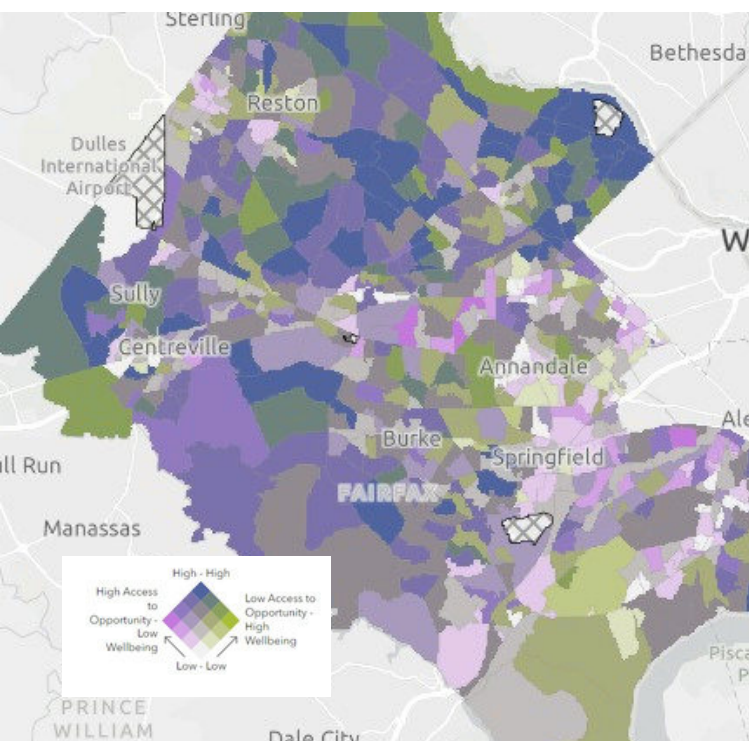 Sterling
Bethesda
Reston
Dulles
International
Airport
W
Sully
Centreville
Annandale
Ale
Burke
ll Run
Springfield
FAIRFAX
Manassas
High - High
High Access
to
Opportunity -
Low
Wellbeing
Low Access to
Opportunity -
High
Wellbeing
Low - Low
Pisca
P
PRINCE
WILLIAM
Dale City